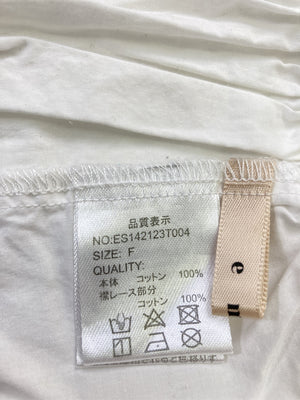 品質表示
NO:ES142123T004
SIZE: F
QUALITY:
本体 コットン 100%
襟レース部分
コットン 100%
e